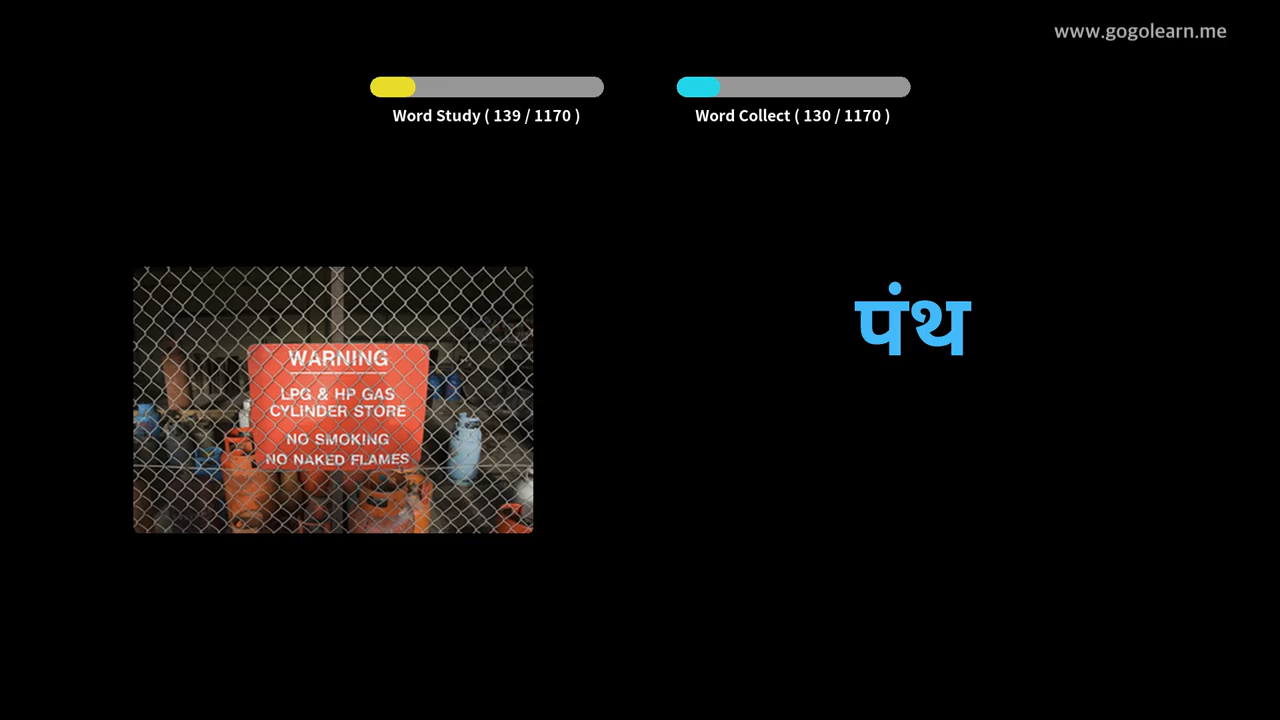 www.gogolearn.me
Word Study ( 139 / 1170 )
Word Collect ( 130 / 1170 )
पंथ
WARNING
LPG & HP GAS
CYLINDER STORE
NO SMOKING
NO NAKED FLAMES